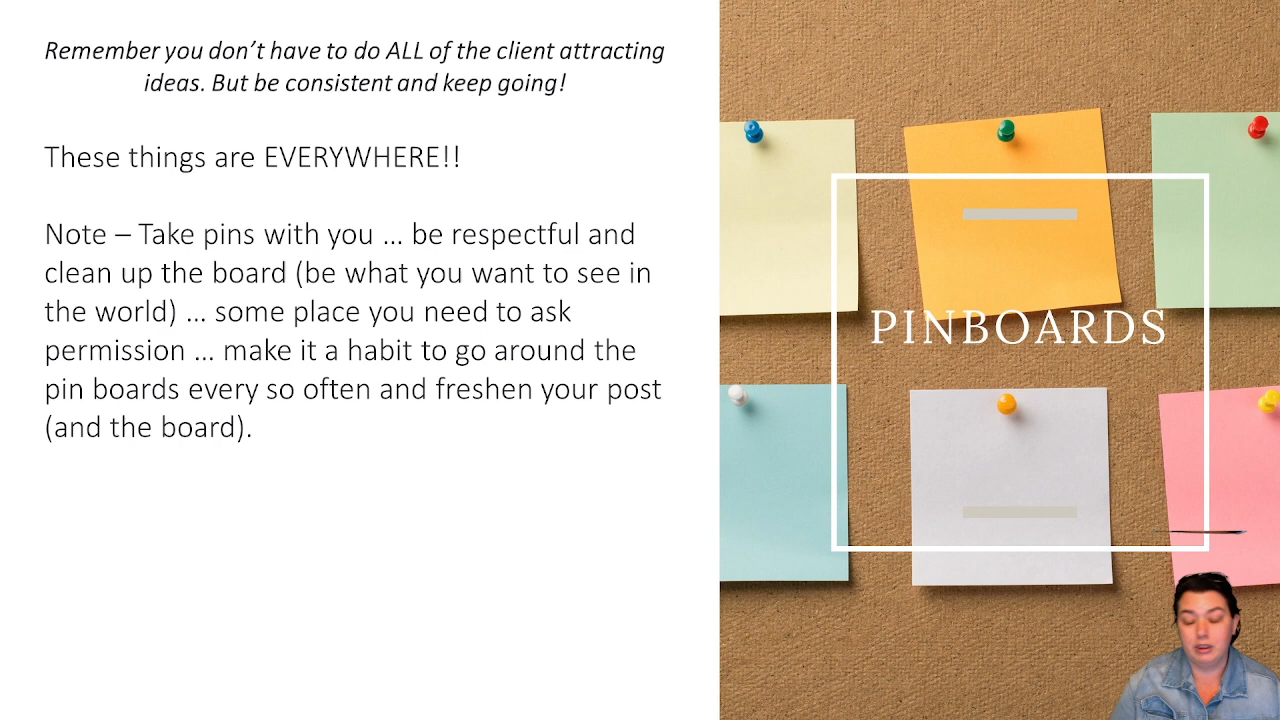 Remember you don’t have to do ALL of the client attracting
ideas. But be consistent and keep going!
These things are EVERYWHERE!!
Note – Take pins with you … be respectful and
clean up the board (be what you want to see in
the world) … some place you need to ask
permission … make it a habit to go around the
pin boards every so often and freshen your post
(and the board).
PINBOARDS